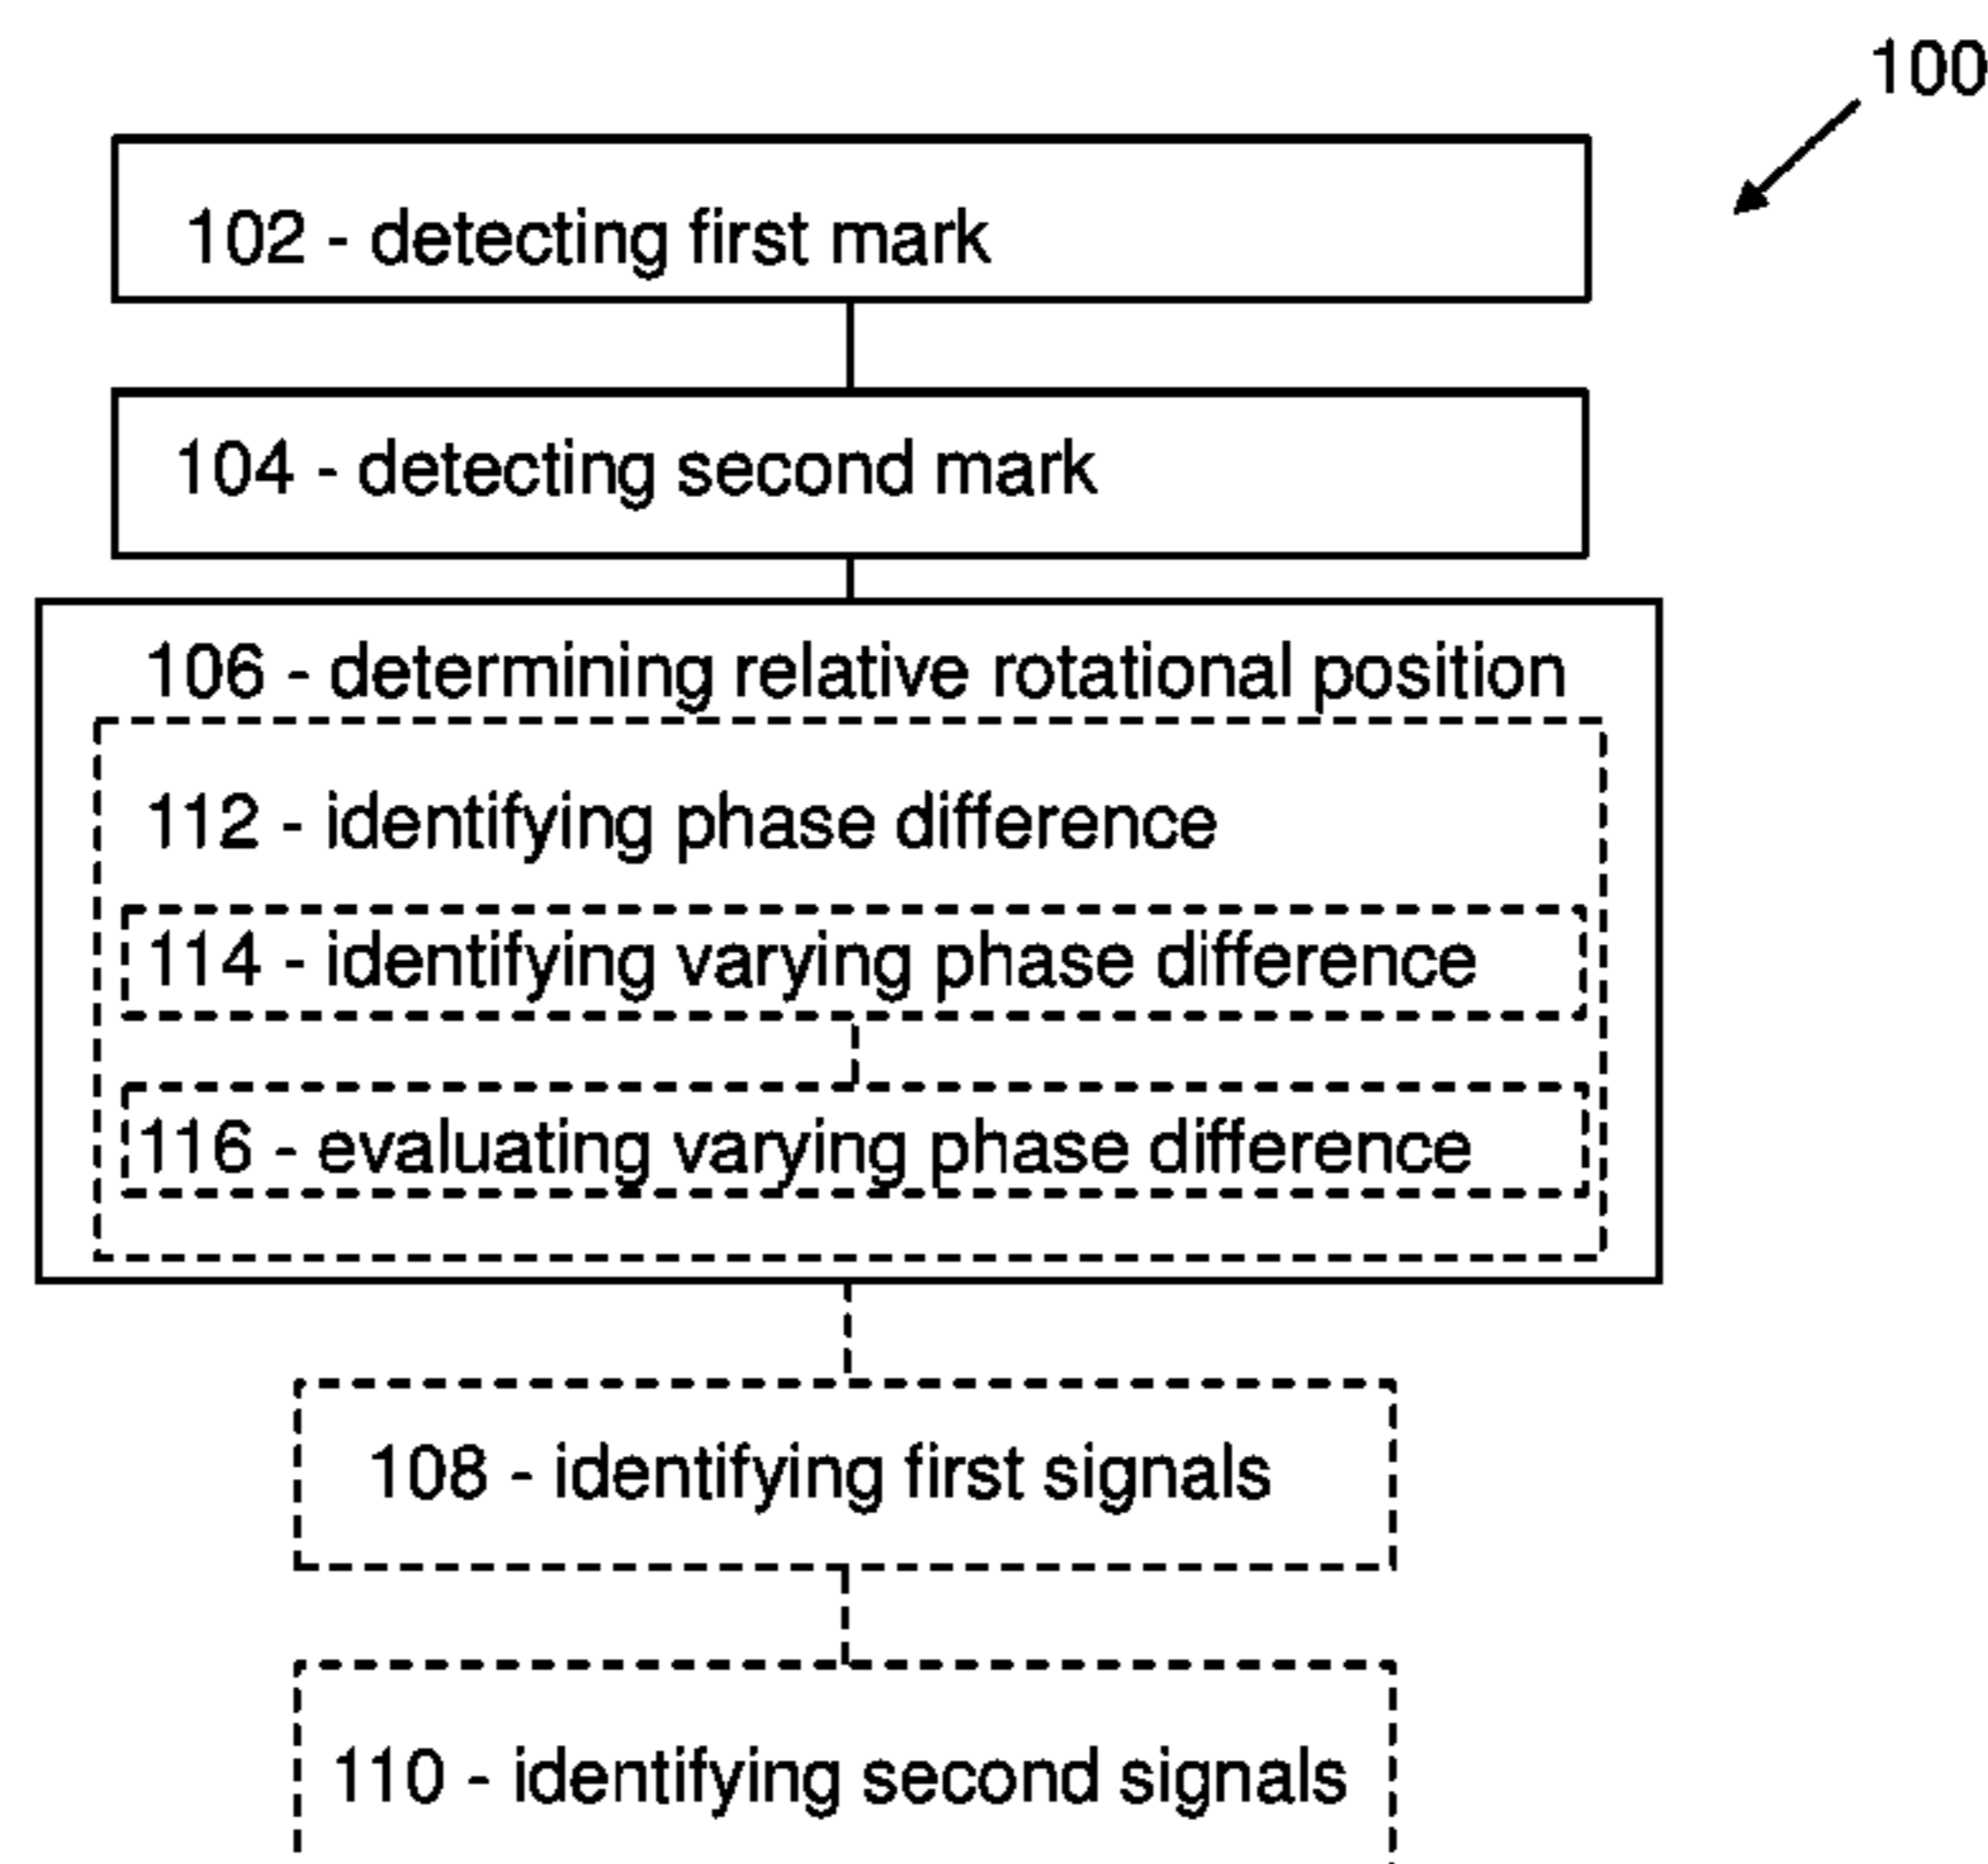 100
102 - detecting first mark
104 - detecting second mark
106 - determining relative rotational position
112 - identifying phase difference
114 - identifying varying phase difference
116 - evaluating varying phase difference
108 - identifying first signals
110 - identifying second signals